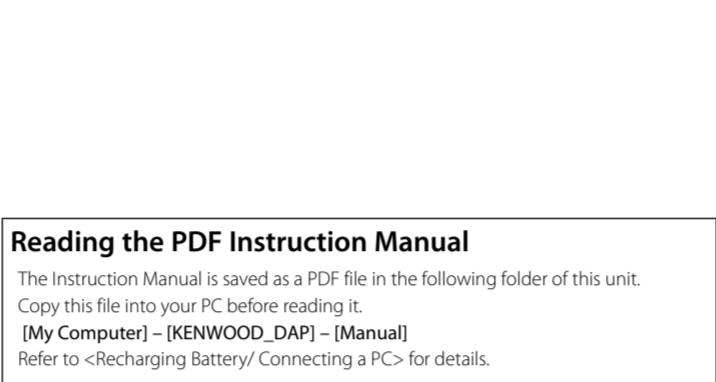 Reading the PDF Instruction Manual
The Instruction Manual is saved as a PDF file in the following folder of this unit.
Copy this file into your PC before reading it.
[My Computer] – [KENWOOD_DAP] – [Manual]
Refer to <Recharging Battery/ Connecting a PC> for details.